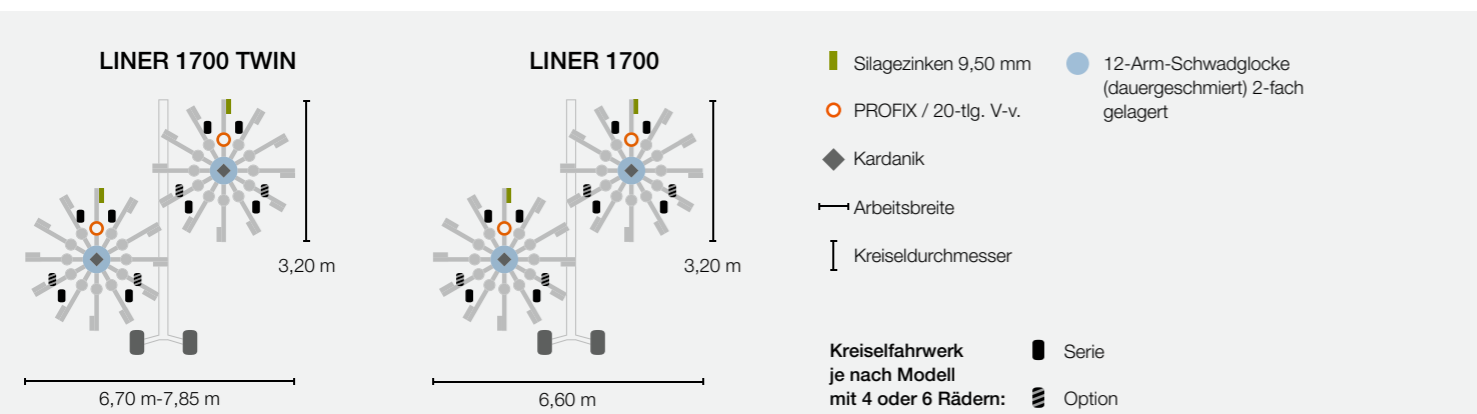 LINER 1700 TWIN
3,20 m
6,70 m-7,85 m
LINER 1700
3,20 m
6,60 m
Silagezinken 9,50 mm
PROFIX / 20-tlg. V-v.
Kardanik
Arbeitsbreite
Kreiseldurchmesser
12-Arm-Schwadglocke
(dauergeschmiert) 2-fach
gelagert
Kreiselfahrwerk
je nach Modell
mit 4 oder 6 Rädern:
Serie
Option